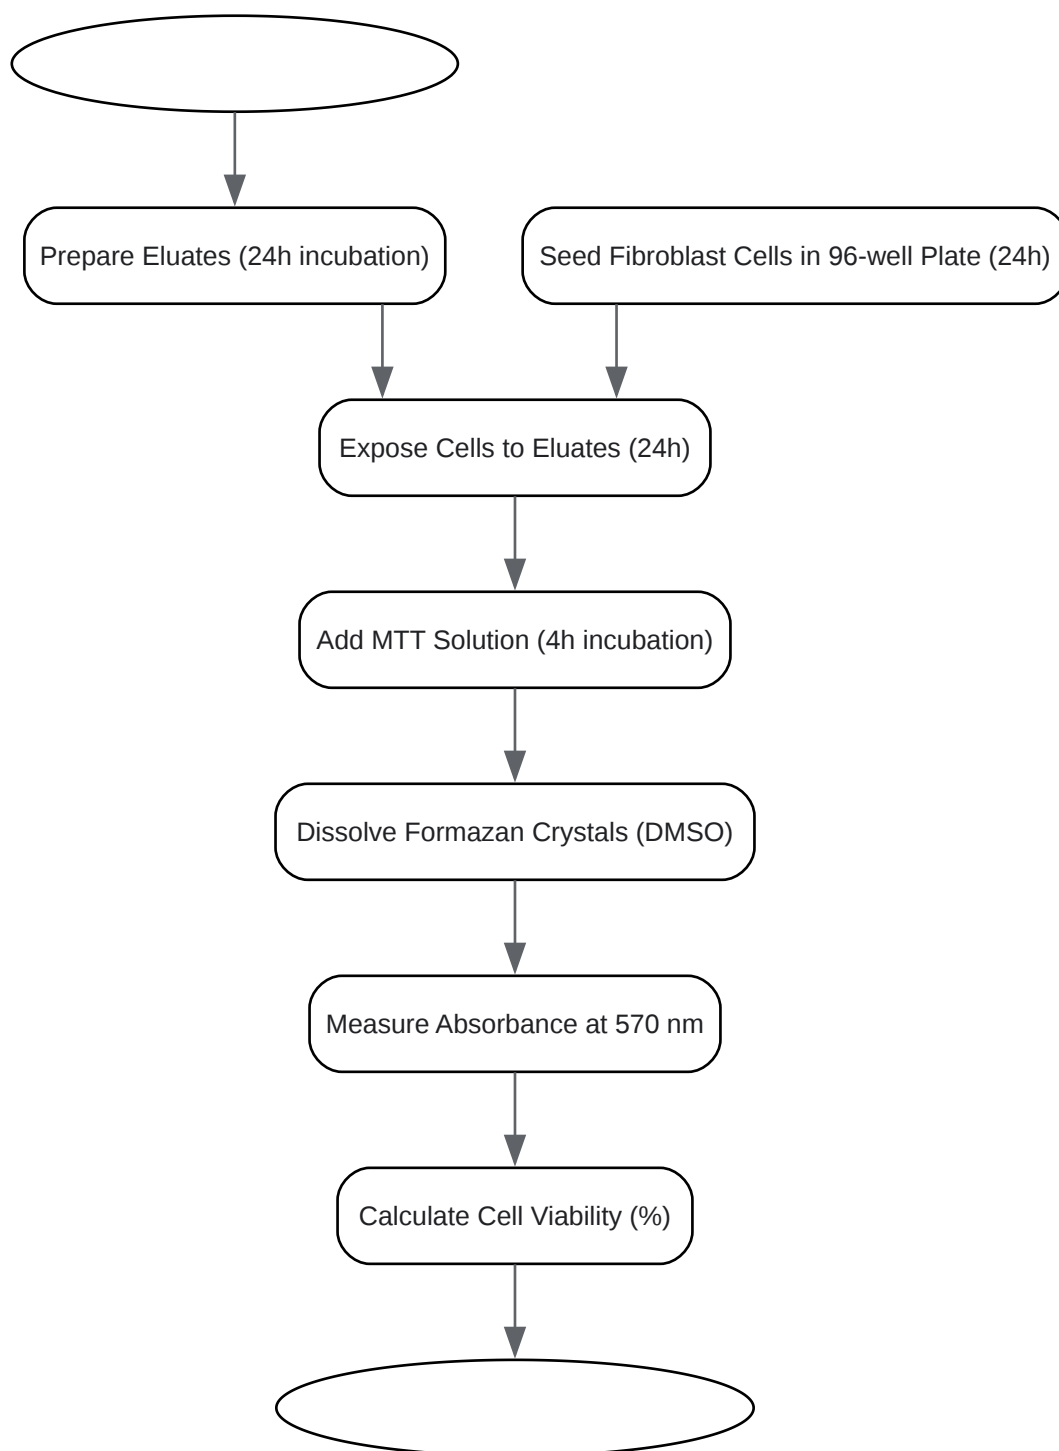 Prepare Eluates (24h incubation)
Seed Fibroblast Cells in 96-well Plate (24h)
Expose Cells to Eluates (24h)
Add MTT Solution (4h incubation)
Dissolve Formazan Crystals (DMSO)
Measure Absorbance at 570 nm
Calculate Cell Viability (%)